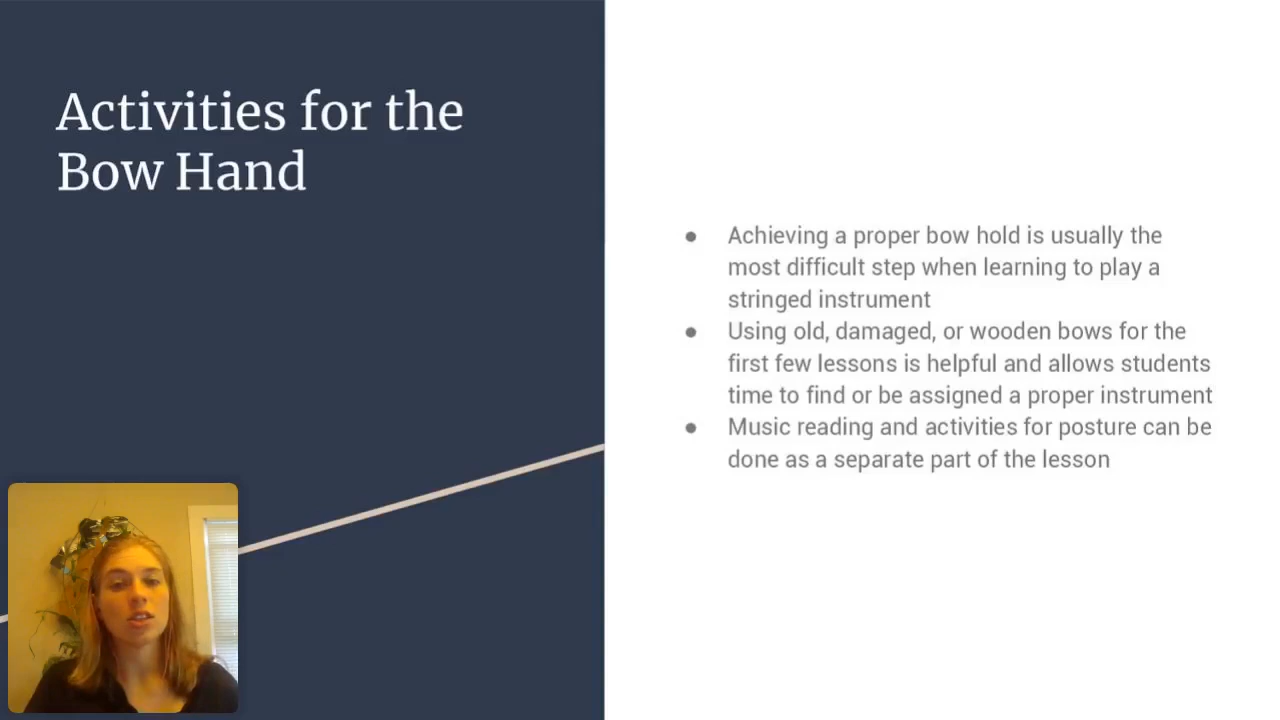 Activities for the
Bow Hand
● Achieving a proper bow hold is usually the
most difficult step when learning to play a
stringed instrument
● Using old, damaged, or wooden bows for the
first few lessons is helpful and allows students
time to find or be assigned a proper instrument
● Music reading and activities for posture can be
done as a separate part of the lesson